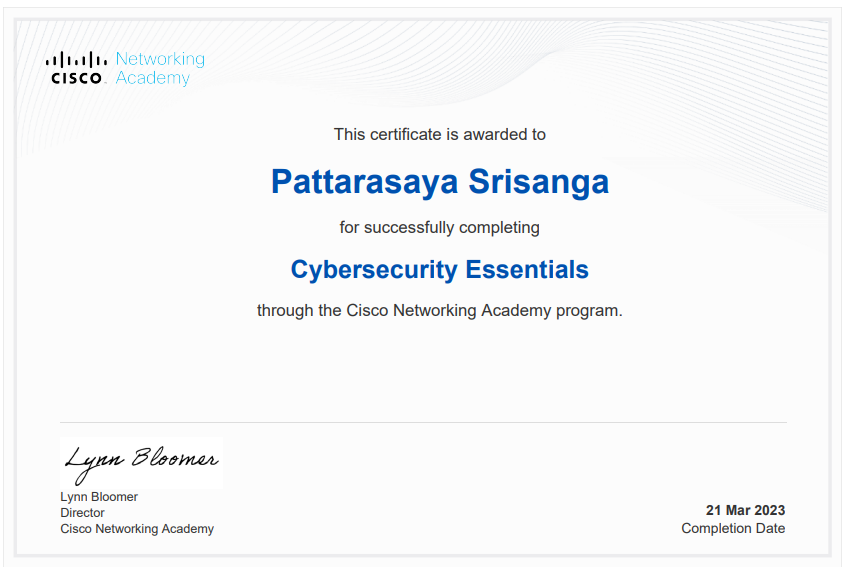 Networking
CISCO Academy
This certificate is awarded to
Pattarasaya Srisanga
for successfully completing
Cybersecurity Essentials
through the Cisco Networking Academy program.
Lynn Bloomer
Lynn Bloomer
Director
Cisco Networking Academy
21 Mar 2023
Completion Date